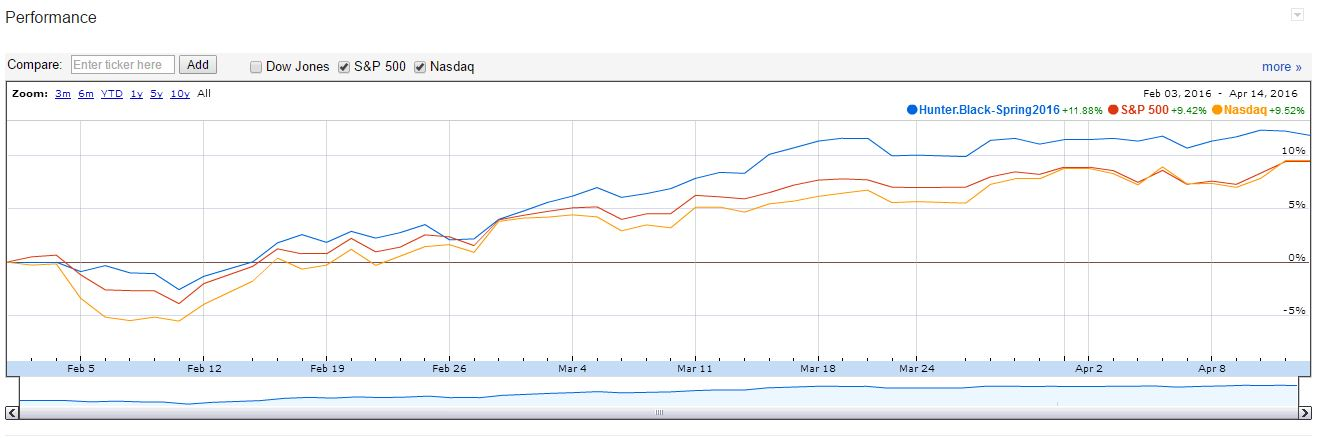 Performance
Compare: Enter ticker here Add Dow Jones S&P 500 Nasdaq more »
Zoom: 3m 6m YTD 1y 5y 10y All Feb 03, 2016 - Apr 14, 2016
Hunter.Black-Spring2016 +11.88% S&P 500 +9.42% Nasdaq +9.52%
10%
5%
0%
-5%
Feb 5 Feb 12 Feb 19 Feb 26 Mar 4 Mar 11 Mar 18 Mar 24 Apr 2 Apr 8